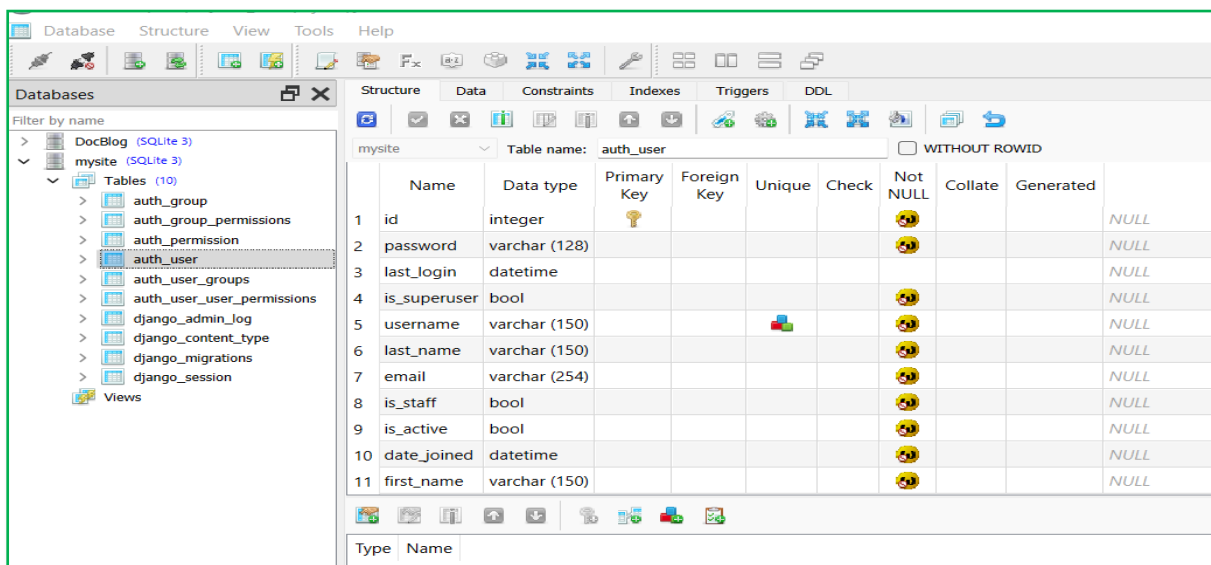 Database Structure View Tools Help
Databases
Filter by name
DocBlog (SQLite 3)
mysite (SQLite 3)
Tables (10)
auth_group
auth_group_permissions
auth_permission
auth_user
auth_user_groups
auth_user_user_permissions
django_admin_log
django_content_type
django_migrations
django_session
Views
Structure Data Constraints Indexes Triggers DDL
mysite Table name: auth_user WITHOUT ROWID
Name Data type Primary Key Foreign Key Unique Check Not NULL Collate Generated
1 id integer NULL
2 password varchar (128) NULL
3 last_login datetime NULL
4 is_superuser bool NULL
5 username varchar (150) NULL
6 last_name varchar (150) NULL
7 email varchar (254) NULL
8 is_staff bool NULL
9 is_active bool NULL
10 date_joined datetime NULL
11 first_name varchar (150) NULL
Type Name